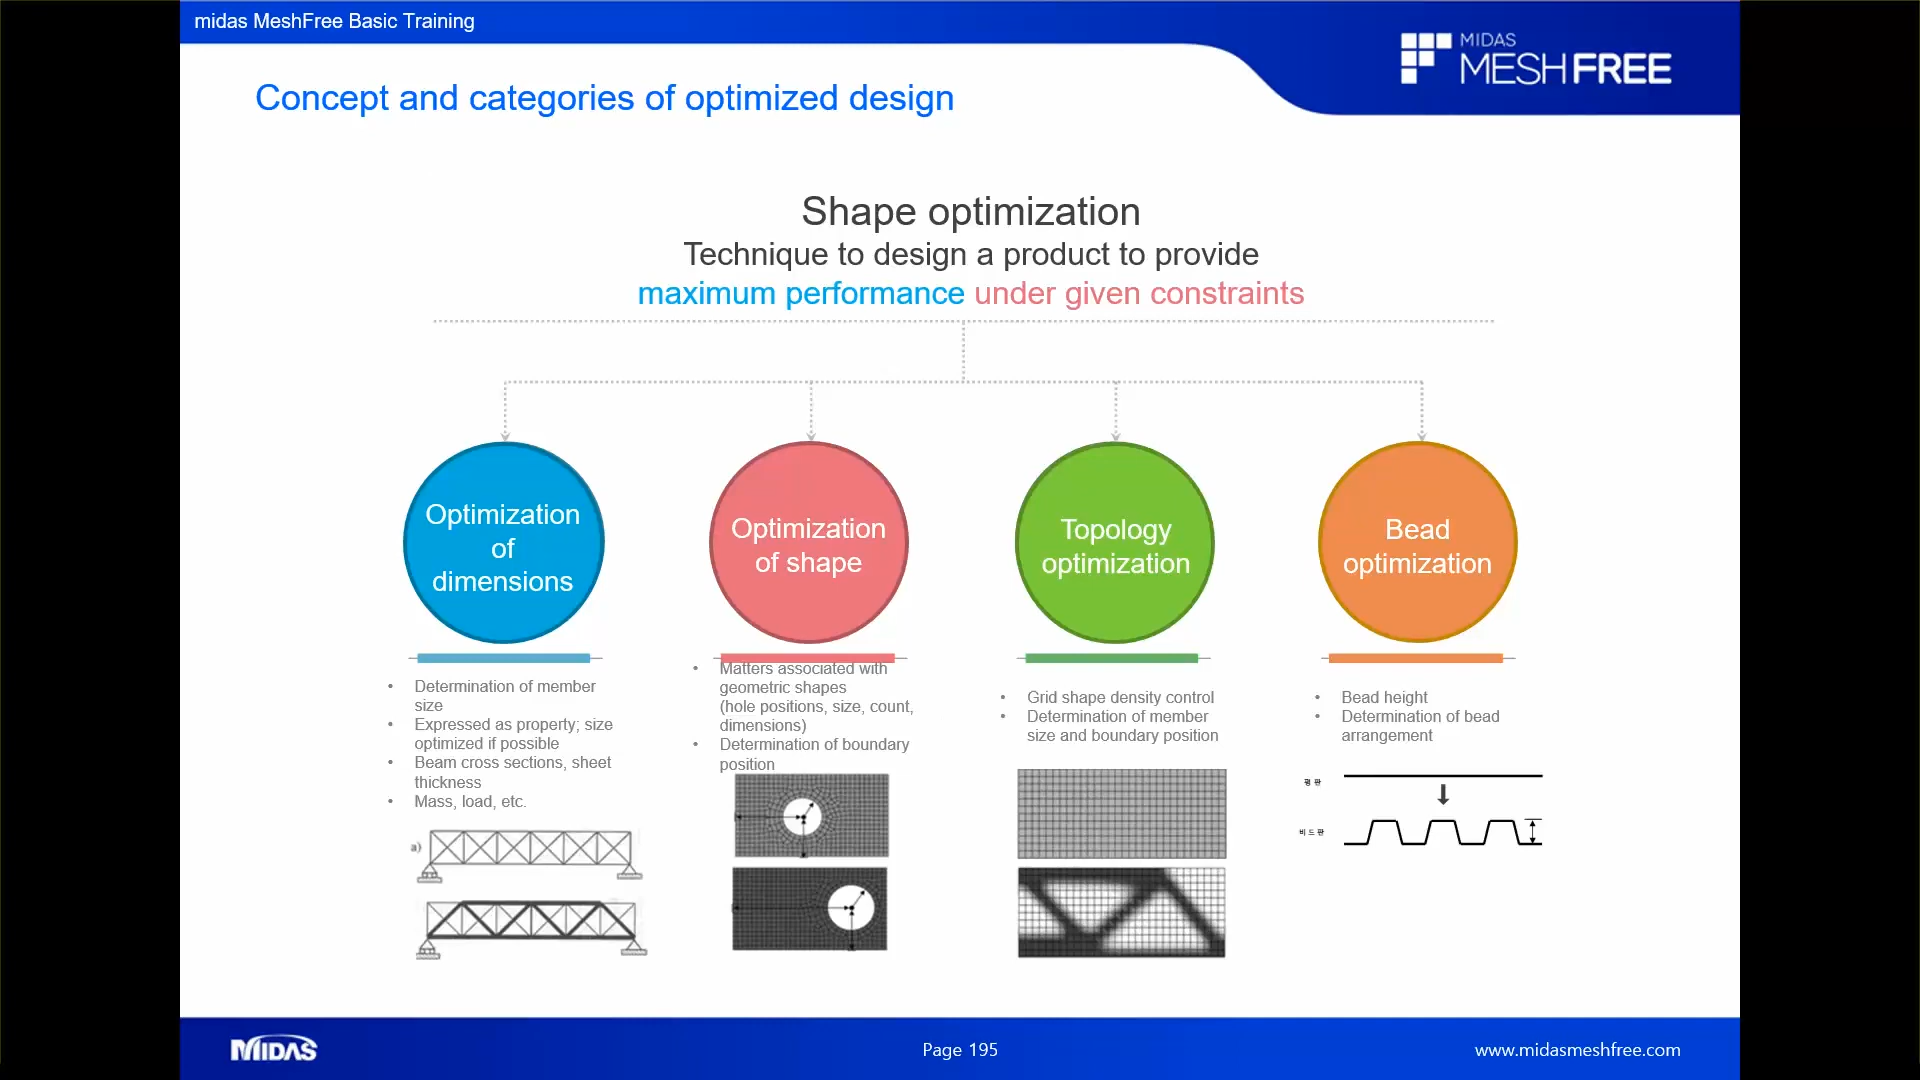 midas MeshFree Basic Training
MIDAS
MESHFREE
Concept and categories of optimized design
Shape optimization
Technique to design a product to provide
maximum performance under given constraints
Optimization
of
dimensions
Optimization
of shape
Topology
optimization
Bead
optimization
• Determination of member
size
• Expressed as property; size
optimized if possible
• Beam cross sections, sheet
thickness
• Mass, load, etc.
a)
• Matters associated with
geometric shapes
(hole positions, size, count,
dimensions)
• Determination of boundary
position
• Grid shape density control
• Determination of member
size and boundary position
• Bead height
• Determination of bead
arrangement
평 판
비 드 판
MIDAS
Page 195
www.midasmeshfree.com